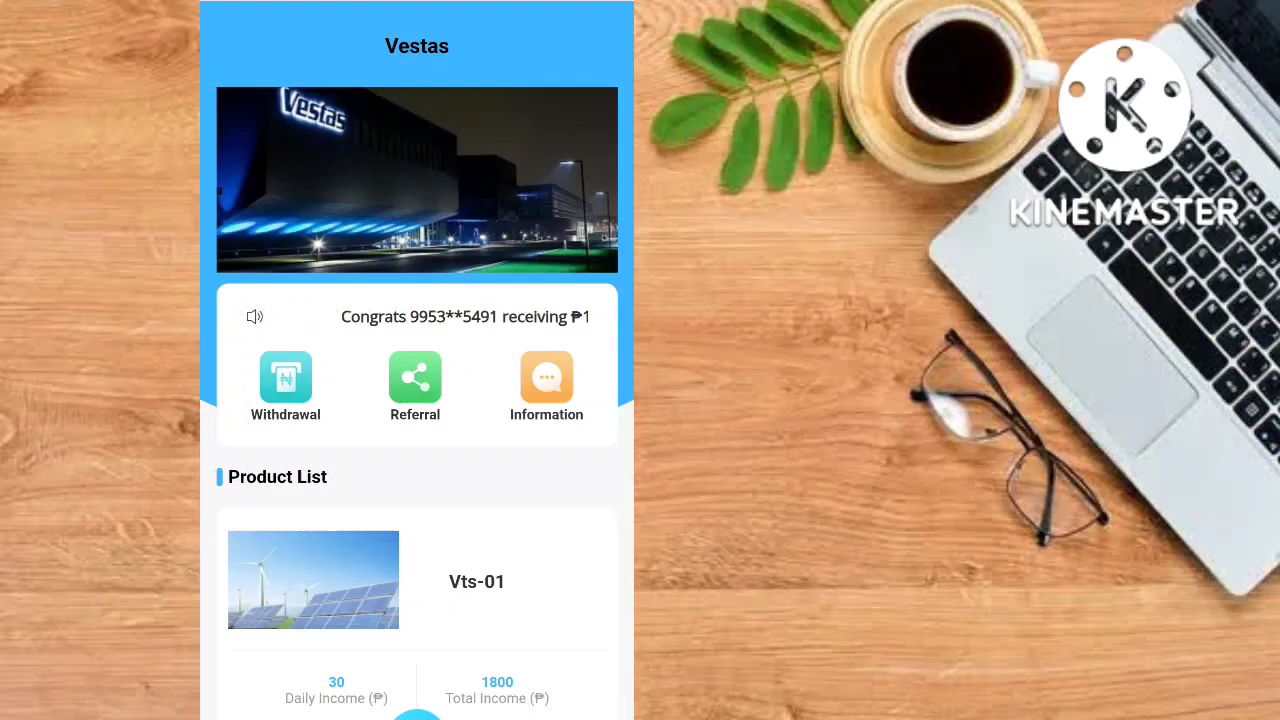 Vestas
Vestas
Congrats 9953**5491 receiving ₱1
Withdrawal
Referral
Information
Product List
Vts-01
30
Daily Income (₱)
1800
Total Income (₱)
KINEMASTER